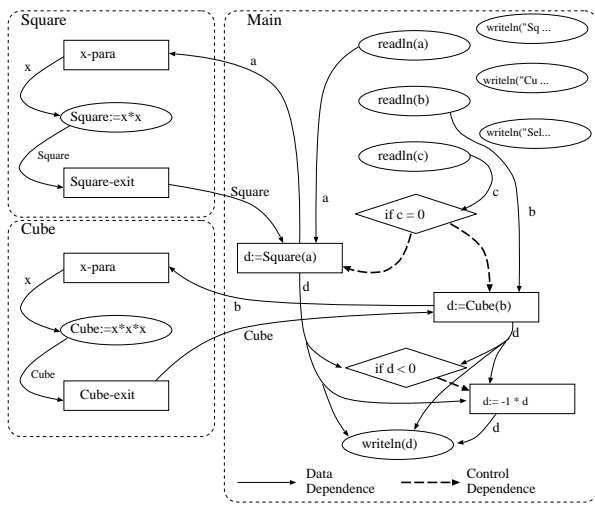 Square
x-para
x
Square:=x*x
Square
Square-exit
Cube
x-para
x
Cube:=x*x*x
Cube
Cube-exit
Main
readln(a)
writeln("Sq ...
readln(b)
writeln("Cu ...
readln(c)
writeln("Sel...
a
Square
a
c
b
if c = 0
d:=Square(a)
d
b
d:=Cube(b)
Cube
d
if d < 0
d:= -1 * d
d
writeln(d)
Data
Dependence
Control
Dependence